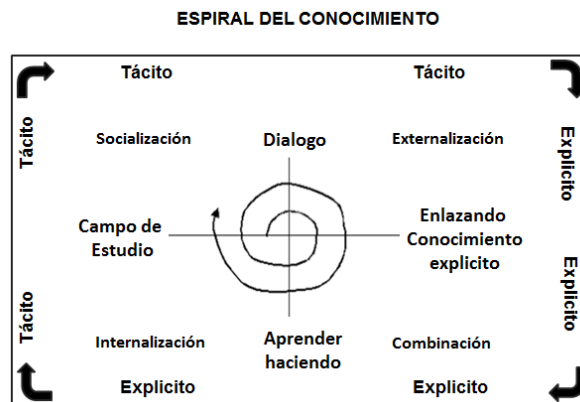 ESPIRAL DEL CONOCIMIENTO
Tácito Tácito
Tácito
Socialización Dialogo Externalización
Explicito
Campo de
Estudio
Enlazando
Conocimiento
explicito
Tácito
Explicito
Internalización Aprender
haciendo Combinación
Explicito Explicito